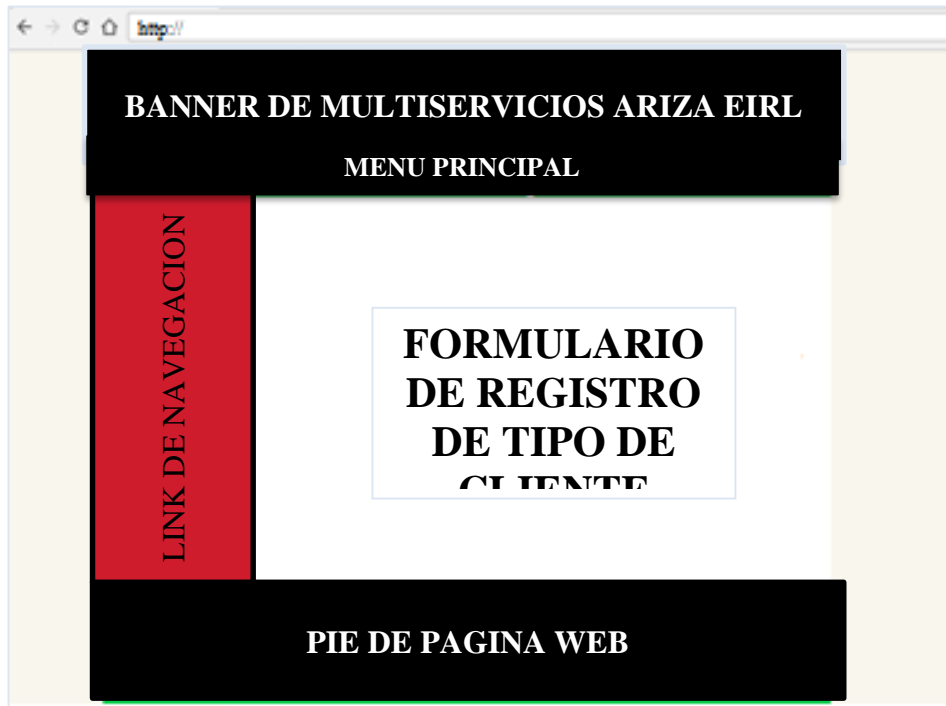 http://
BANNER DE MULTISERVICIOS ARIZA EIRL
MENU PRINCIPAL
LINK DE NAVEGACION
FORMULARIO
DE REGISTRO
DE TIPO DE
CLIENTE
PIE DE PAGINA WEB